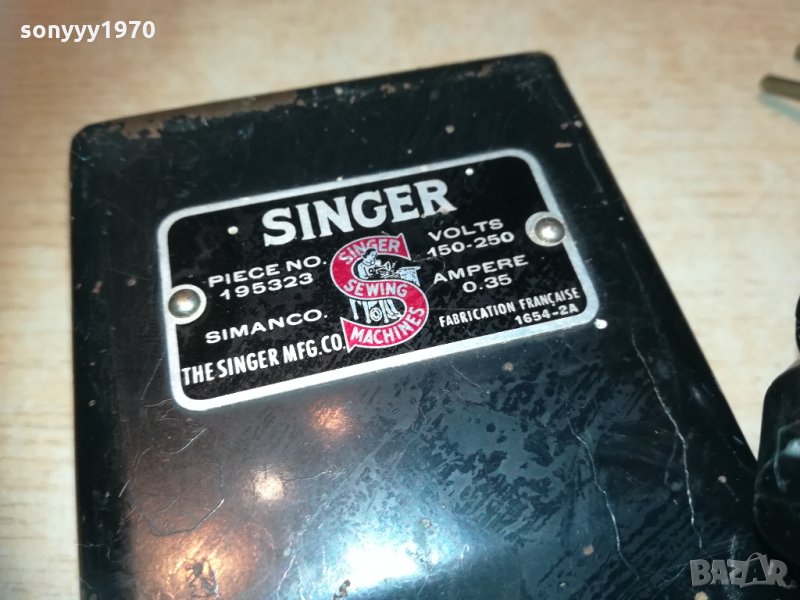 sonyyy1970
SINGER
PIECE NO.
195323
VOLTS
150-250
SINGER
SEWING
MACHINES
AMPERE
0.35
SIMANCO.
THE SINGER MFG.CO.
FABRICATION FRANÇAISE
1654-2A
BAZAR